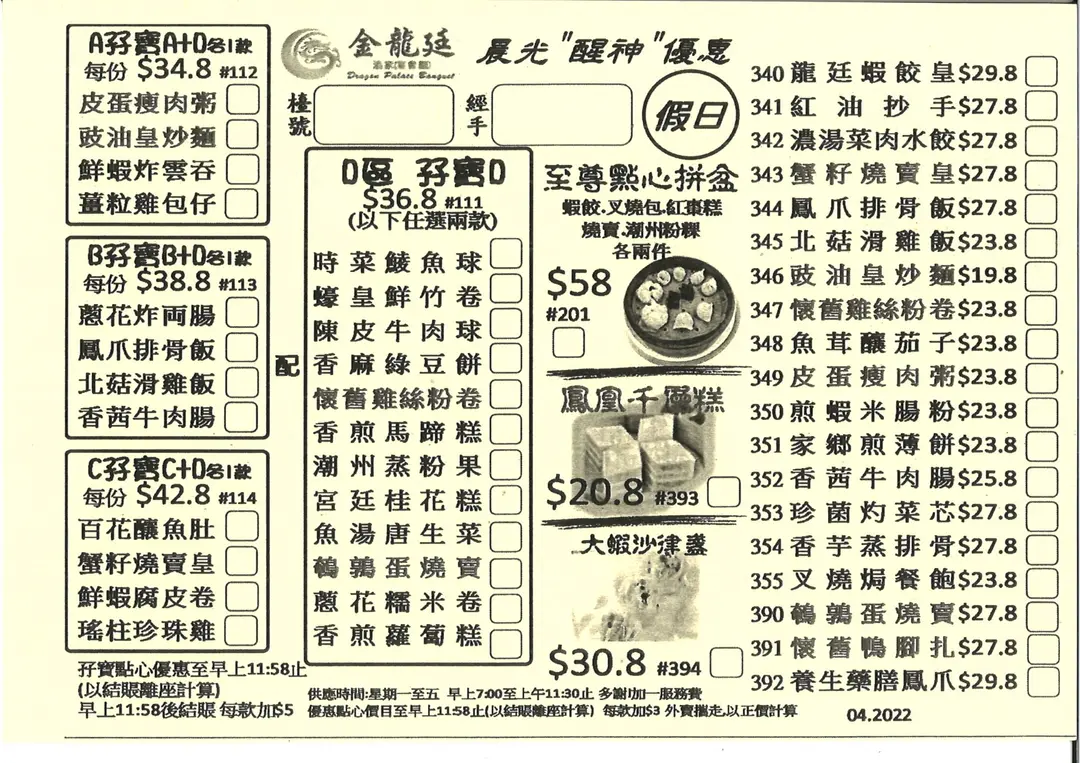 A孖寶A+D各1款
每份 $34.8 #112
皮蛋瘦肉粥
豉油皇炒麵
鮮蝦炸雲吞
薑粒雞包仔
B孖寶B+D各1款
每份 $38.8 #113
蔥花炸両腸
鳳爪排骨飯
北菇滑雞飯
香茜牛肉腸
C孖寶C+D各1款
每份 $42.8 #114
百花釀魚肚
蟹籽燒賣皇
鮮蝦腐皮卷
瑤柱珍珠雞
孖寶點心優惠至早上11:58止
(以結賬離座計算)
早上11:58後結賬 每款加$5
金龍廷
Dragon Palace Banquet
晨光"醒神"優惠
檯號
經手
假日
配
D區 孖寶D
$36.8 #111
(以下任選兩款)
時菜鯪魚球
蠔皇鮮竹卷
陳皮牛肉球
香麻綠豆餅
懷舊雞絲粉卷
香煎馬蹄糕
潮州蒸粉果
宮廷桂花糕
魚湯唐生菜
鵪鶉蛋燒賣
蔥花糯米卷
香煎蘿蔔糕
至尊點心拼盆
蝦餃.叉燒包.紅棗糕
燒賣.潮州粉粿
各兩件
$58
#201
鳳凰千層糕
$20.8 #393
大蝦沙律盞
$30.8 #394
340 龍廷蝦餃皇$29.8
341 紅油抄手$27.8
342 濃湯菜肉水餃$27.8
343 蟹籽燒賣皇$27.8
344 鳳爪排骨飯$27.8
345 北菇滑雞飯$23.8
346 豉油皇炒麵$19.8
347 懷舊雞絲粉卷$23.8
348 魚茸釀茄子$23.8
349 皮蛋瘦肉粥$23.8
350 煎蝦米腸粉$23.8
351 家鄉煎薄餅$23.8
352 香茜牛肉腸$25.8
353 珍菌灼菜芯$27.8
354 香芋蒸排骨$27.8
355 叉燒焗餐飽$23.8
390 鵪鶉蛋燒賣$27.8
391 懷舊鴨腳扎$27.8
392 養生藥膳鳳爪$29.8
供應時間:星期一至五 早上7:00至上午11:30止 多謝!加一服務費
優惠點心價目至早上11:58止(以結賬離座計算) 每款加$3 外賣攜走,以正價計算
04.2022